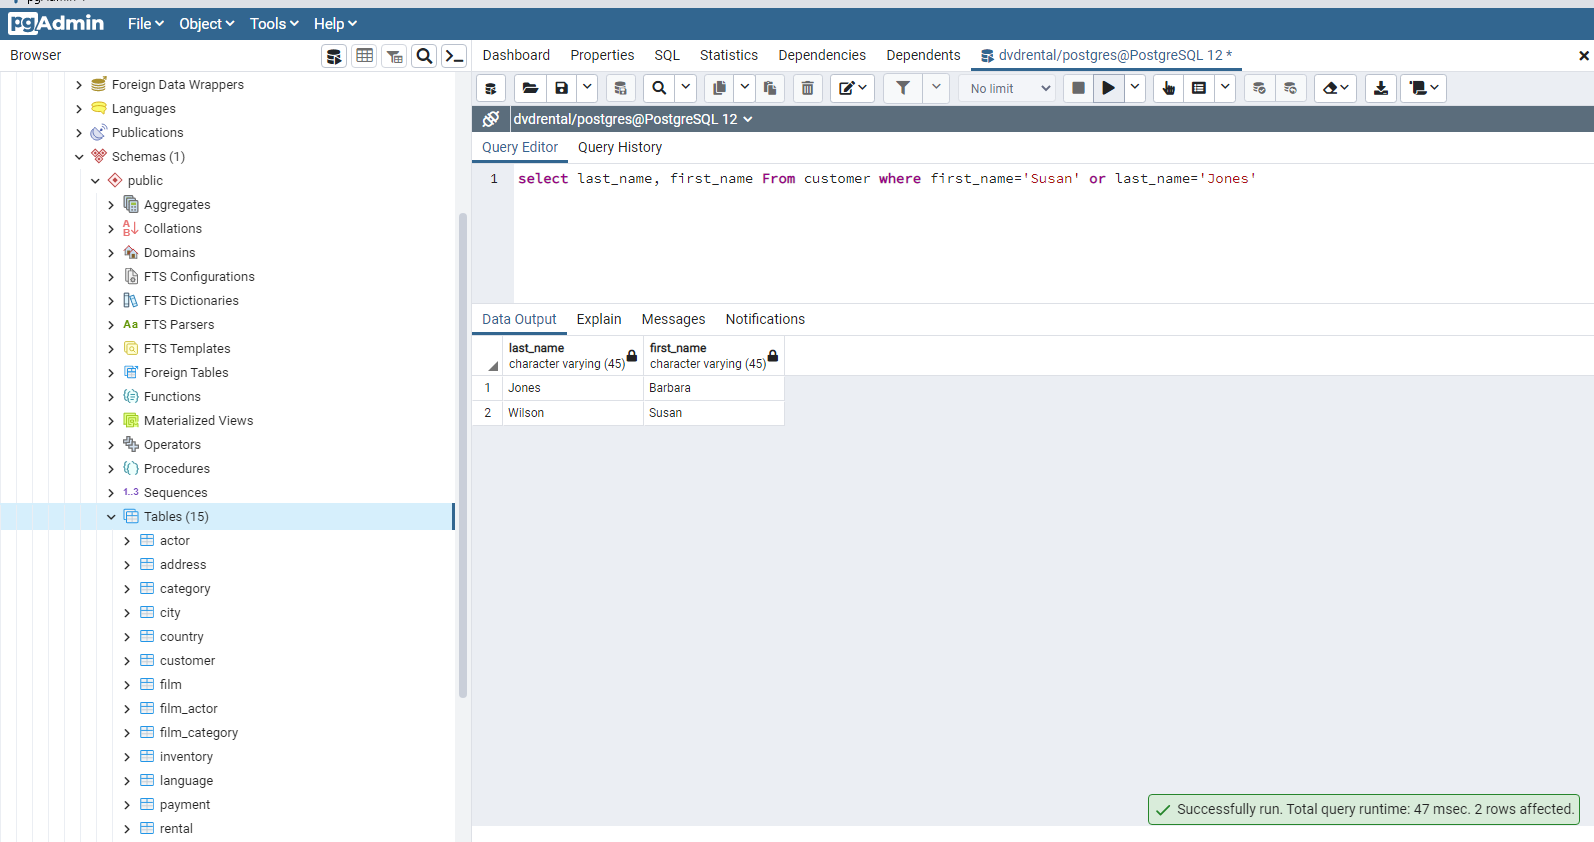 pgAdmin
pgAdmin File Object Tools Help
Browser
Dashboard Properties SQL Statistics Dependencies Dependents dvdrental/postgres@PostgreSQL 12 *
No limit
dvdrental/postgres@PostgreSQL 12
Query Editor Query History
1 select last_name, first_name From customer where first_name='Susan' or last_name='Jones'
Data Output Explain Messages Notifications
last_name first_name
character varying (45) character varying (45)
1 Jones Barbara
2 Wilson Susan
Foreign Data Wrappers
Languages
Publications
Schemas (1)
public
Aggregates
Collations
Domains
FTS Configurations
FTS Dictionaries
Aa FTS Parsers
FTS Templates
Foreign Tables
Functions
Materialized Views
Operators
Procedures
1..3 Sequences
Tables (15)
actor
address
category
city
country
customer
film
film_actor
film_category
inventory
language
payment
rental
Successfully run. Total query runtime: 47 msec. 2 rows affected.